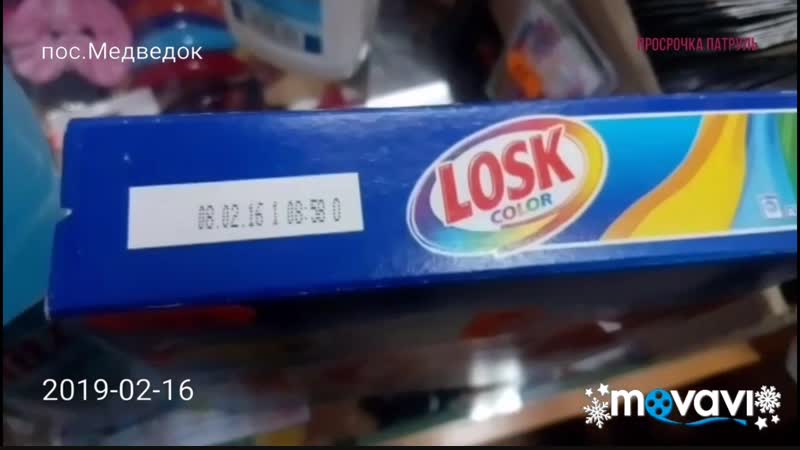 пос.Медведок
ПРОСРОЧКА ПАТРУЛЬ
LOSK
COLOR
08.02.16 1 08:58 0
2019-02-16
movavi